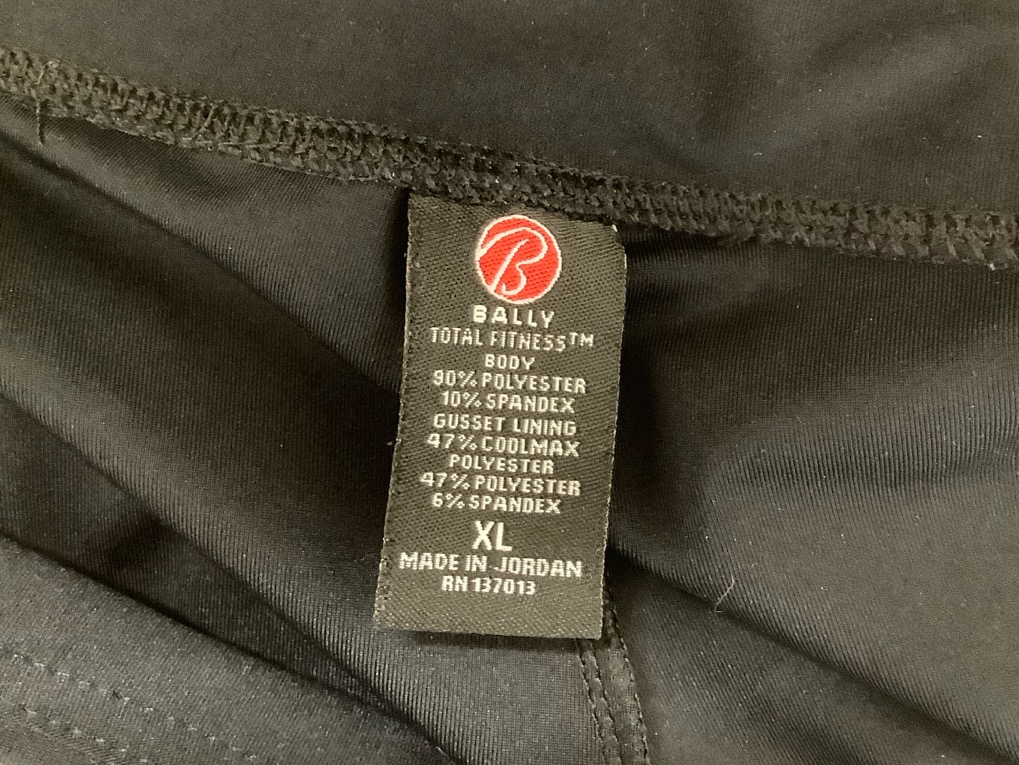 B
BALLY
TOTAL FITNESS™
BODY
90% POLYESTER
10% SPANDEX
GUSSET LINING
47% COOLMAX
POLYESTER
47% POLYESTER
6% SPANDEX
XL
MADE IN JORDAN
RN 137013